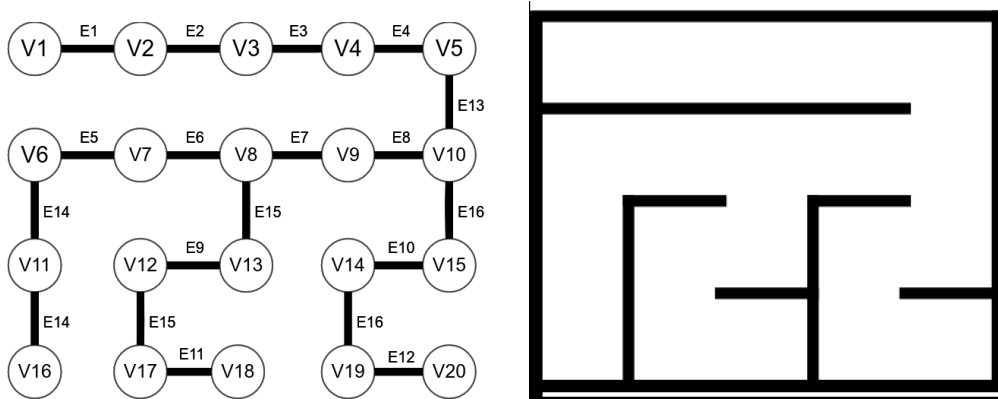 E1 E2 E3 E4
V1 V2 V3 V4 V5
E13
E5 E6 E7 E8
V6 V7 V8 V9 V10
E14 E15 E16
E9 E10
V11 V12 V13 V14 V15
E14 E15 E16
E11 E12
V16 V17 V18 V19 V20